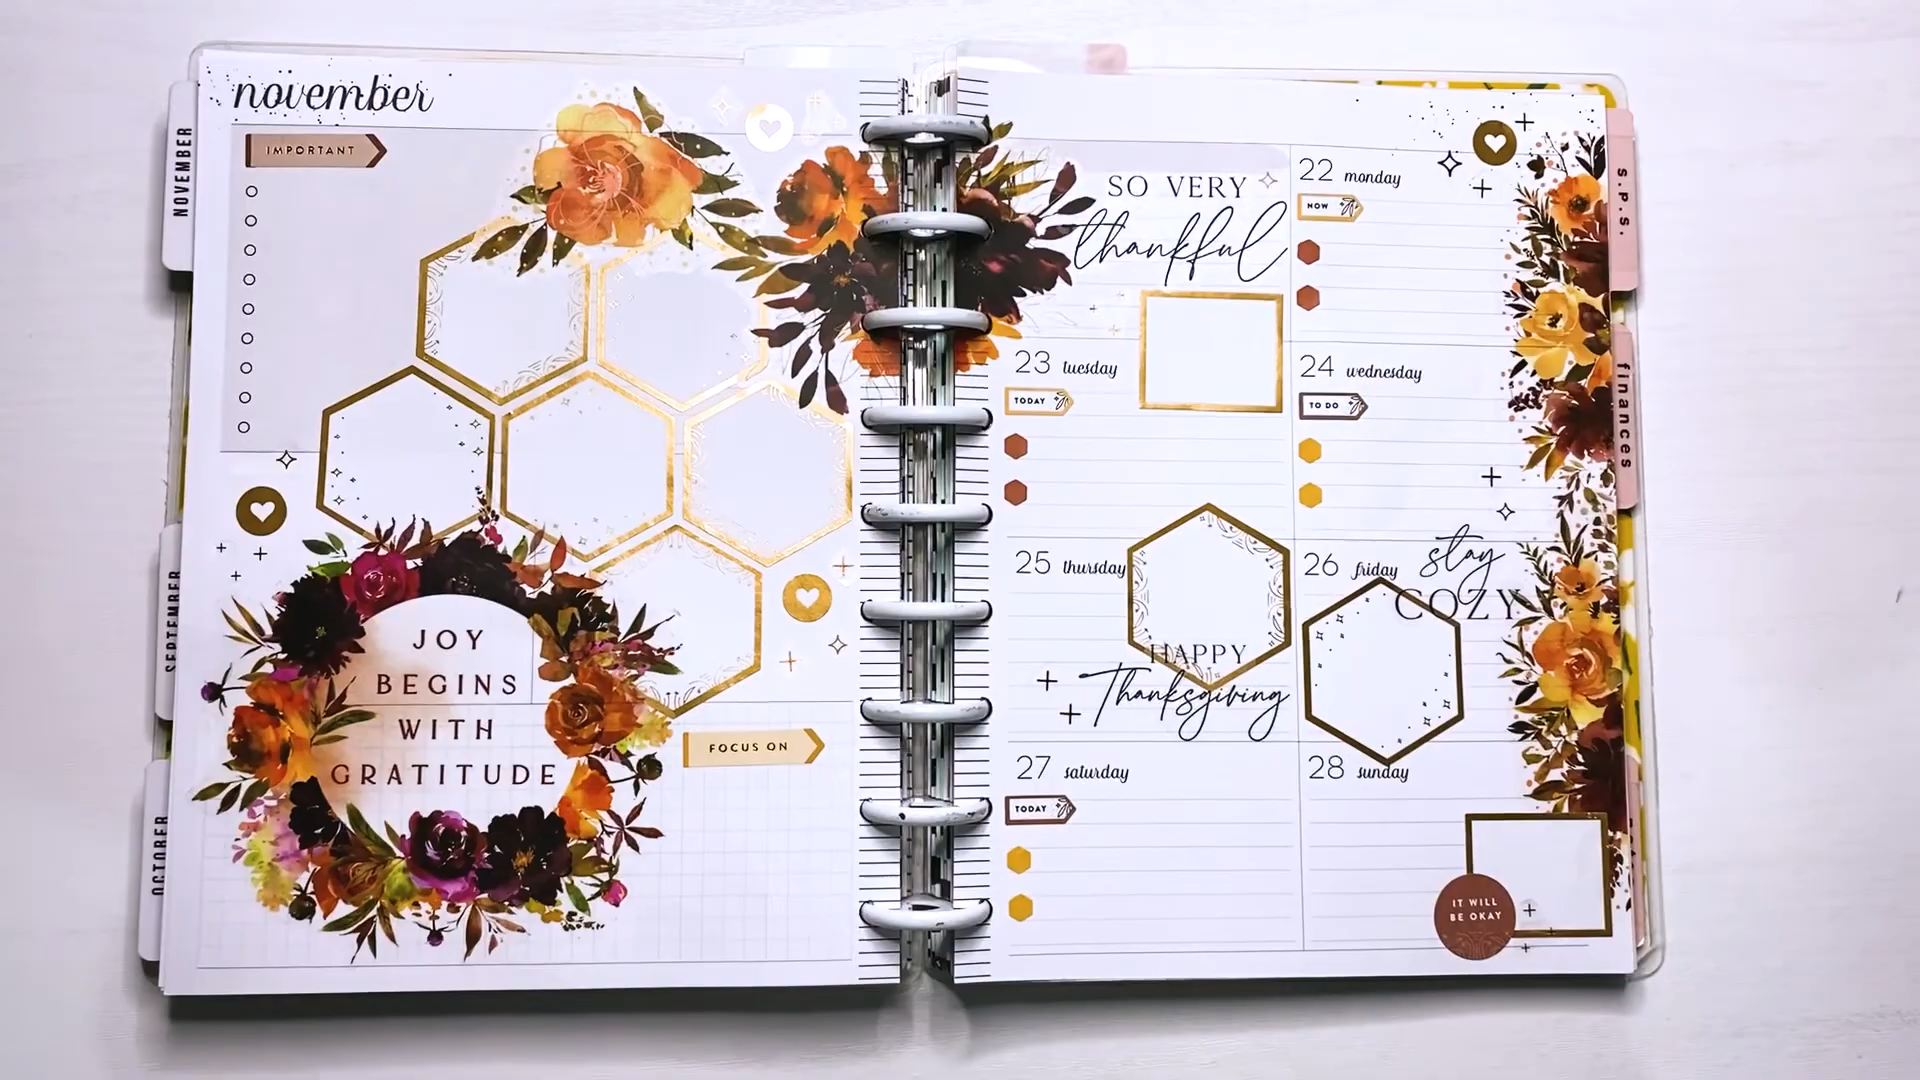 november
IMPORTANT
JOY
BEGINS
WITH
GRATITUDE
FOCUS ON
NOVEMBER
SEPTEMBER
OCTOBER
SO VERY
thankful
22 monday
NOW
23 tuesday
TODAY
24 wednesday
TO DO
25 thursday
HAPPY
Thanksgiving
26 friday
stay
COZY
27 saturday
TODAY
28 sunday
IT WILL
BE OKAY
S.P.S.
finances